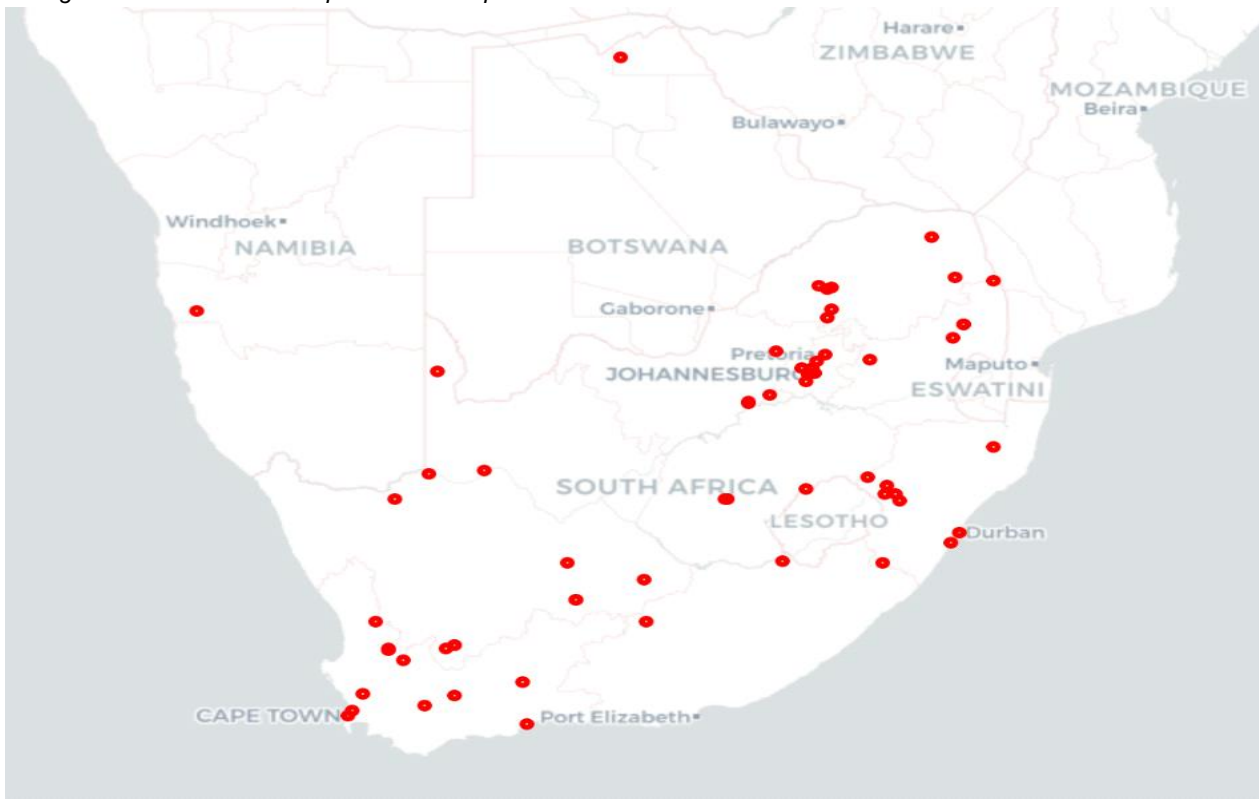 Harare
ZIMBABWE
MOZAMBIQUE
Beira
Bulawayo
Windhoek
NAMIBIA
BOTSWANA
Gaborone
Pretoria
JOHANNESBURG
Maputo
ESWATINI
SOUTH AFRICA
LESOTHO
Durban
CAPE TOWN
Port Elizabeth